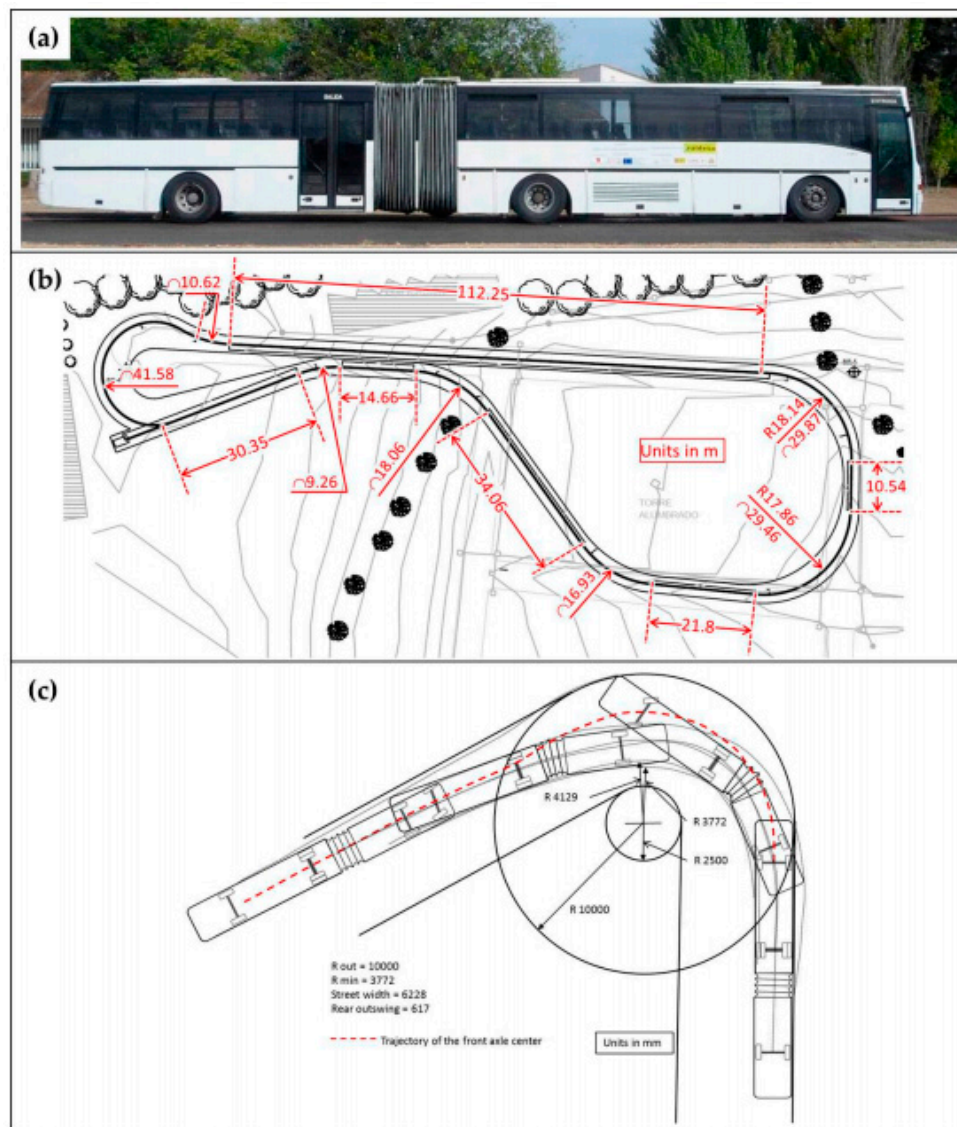 (a)
SALIDA
ENTRADA
(b)
⌒10.62
112.25
⌒41.58
14.66
30.35
⌒9.26
⌒18.06
34.06
Units in m
R18.14
⌒29.87
10.54
TORRE
ALUMBRADO
R17.86
⌒29.46
⌒16.93
21.8
(c)
R 4129
R 3772
R 2500
R 10000
R out = 10000
R min = 3772
Street width = 6228
Rear outswing = 617
Trajectory of the front axle center
Units in mm